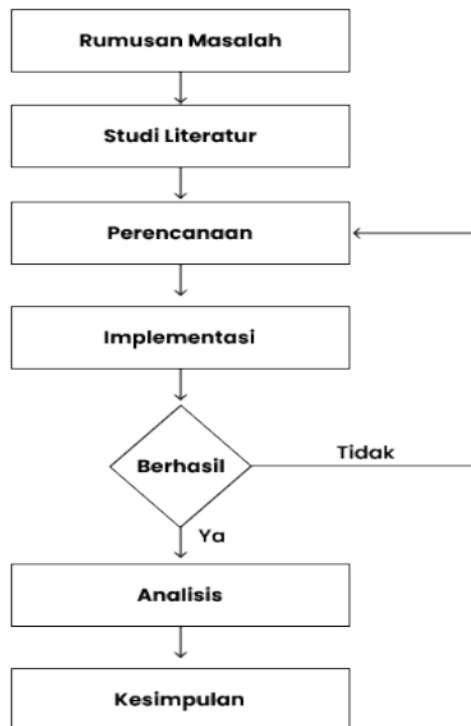 Rumusan Masalah
Studi Literatur
Perencanaan
Implementasi
Berhasil
Tidak
Ya
Analisis
Kesimpulan